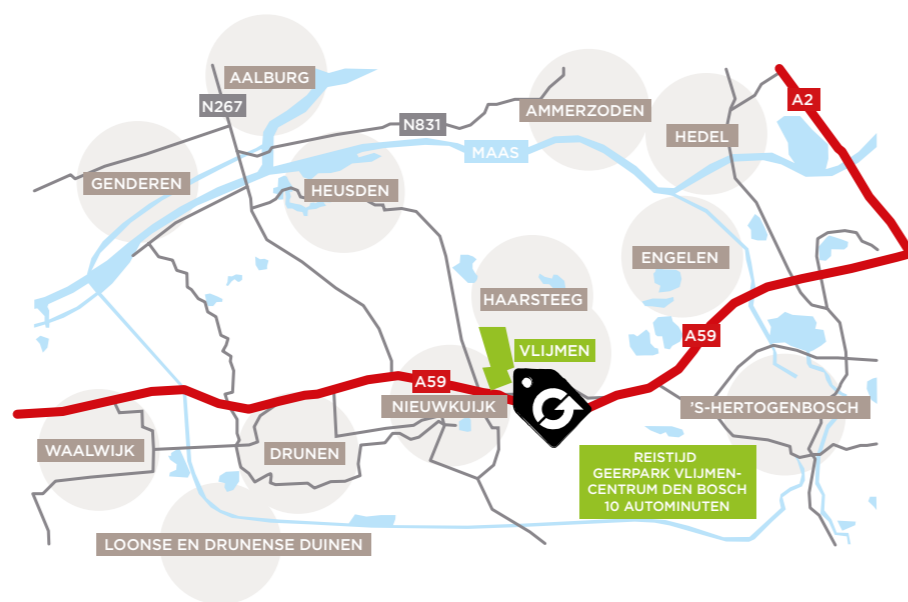 AALBURG
A2
N267
AMMERZODEN
N831
HEDEL
MAAS
GENDEREN
HEUSDEN
ENGELEN
HAARSTEEG
A59
VLIJMEN
A59
NIEUWKUIJK
'S-HERTOGENBOSCH
WAALWIJK
DRUNEN
REISTIJD
GEERPARK VLIJMEN-
CENTRUM DEN BOSCH
10 AUTOMINUTEN
LOONSE EN DRUNENSE DUINEN